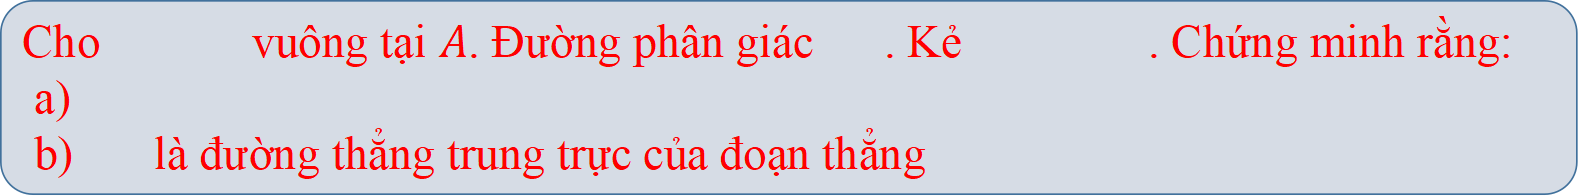 Cho vuông tại A. Đường phân giác . Kẻ . Chứng minh rằng:
a)
b) là đường thẳng trung trực của đoạn thẳng